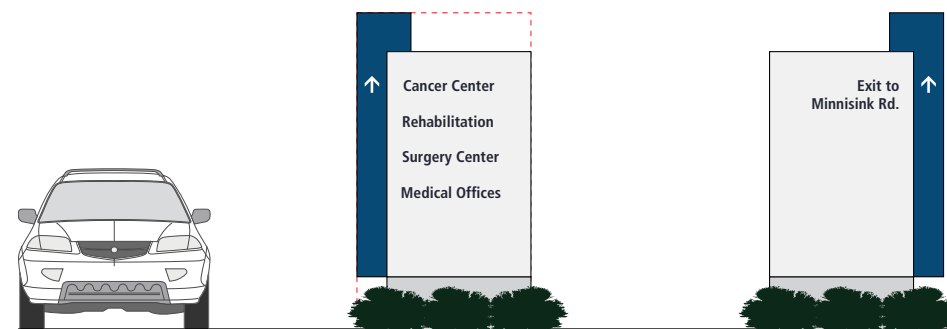 Cancer Center
Rehabilitation
Surgery Center
Medical Offices
Exit to
Minnisink Rd.